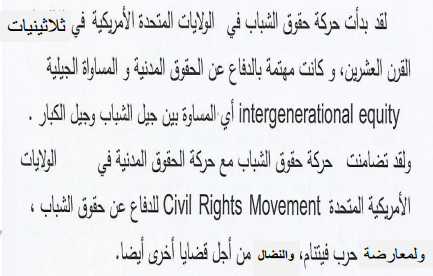 لقد بدأت حركة حقوق الشباب في الولايات المتحدة الأمريكية في ثلاثينيات
القرن العشرين، و كانت مهتمة بالدفاع عن الحقوق المدنية و المساواة الجيلية
intergenerational equity أي المساوة بين جيل الشباب وجيل الكبار .
ولقد تضامنت حركة حقوق الشباب مع حركة الحقوق المدنية في الولايات
الأمريكية المتحدة Civil Rights Movement للدفاع عن حقوق الشباب ،
ولمعارضة حرب فيتنام، والنضال من أجل قضايا أخرى أيضا.